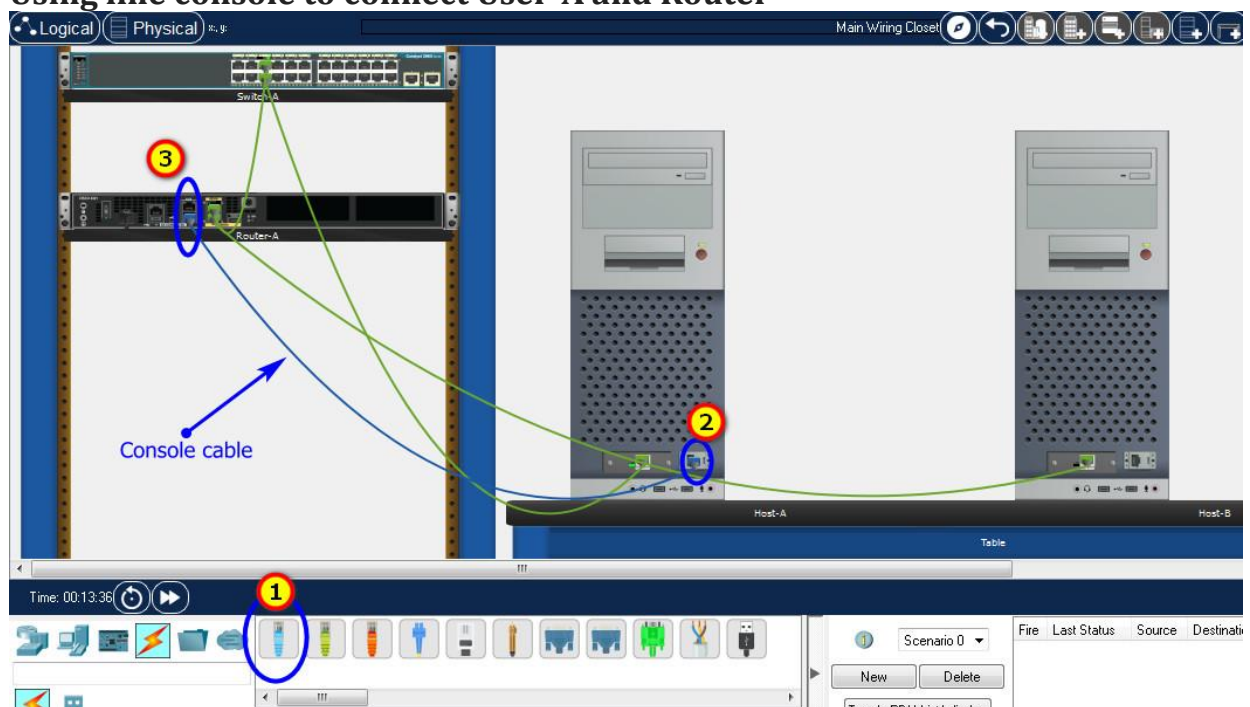 Using line console to connect User-A and Router
Logical Physical x, y: Main Wiring Closet
Switch-A
3
Router-A
2
Console cable
Host-A Host-B
Table
Time: 00:13:36
1
Scenario 0 Fire Last Status Source Destinatio
New Delete